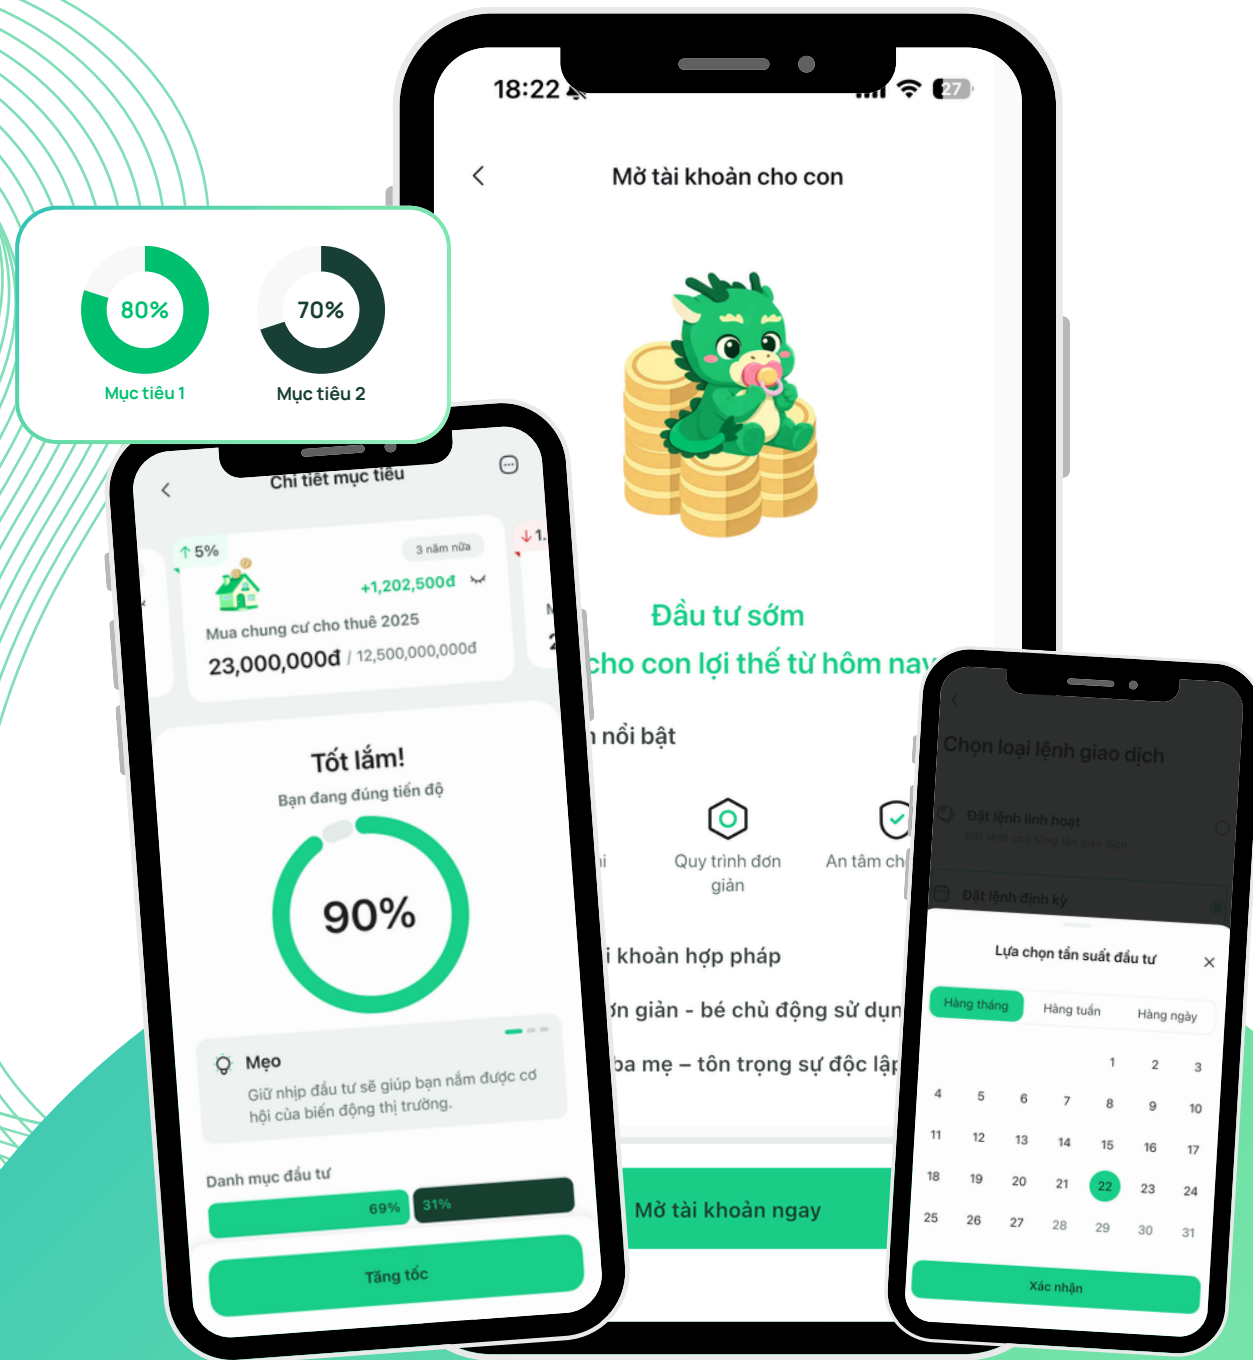 18:22
27
Mở tài khoản cho con
80%
70%
Mục tiêu 1
Mục tiêu 2
Đầu tư sớm
cho con lợi thế từ hôm nay
nổi bật
Quy trình đơn
giản
An tâm
i khoản hợp pháp
giản - bé chủ động sử dụn
ba mẹ – tôn trọng sự độc lập
Mở tài khoản ngay
Chi tiết mục tiêu
5%
3 năm nữa
+1,202,500đ
Mua chung cư cho thuê 2025
23,000,000đ / 12,500,000,000đ
1.
Tốt lắm!
Bạn đang đúng tiến độ
90%
Mẹo
Giữ nhịp đầu tư sẽ giúp bạn nắm được cơ
hội của biến động thị trường.
Danh mục đầu tư
69%
31%
Tăng tốc
Chọn loại lệnh giao dịch
Đặt lệnh linh hoạt
Đặt lệnh cho từng lần giao dịch
Đặt lệnh định kỳ
Lựa chọn tần suất đầu tư
Hàng tháng
Hàng tuần
Hàng ngày
1 2 3
4 5 6 7 8 9 10
11 12 13 14 15 16 17
18 19 20 21 22 23 24
25 26 27 28 29 30 31
Xác nhận